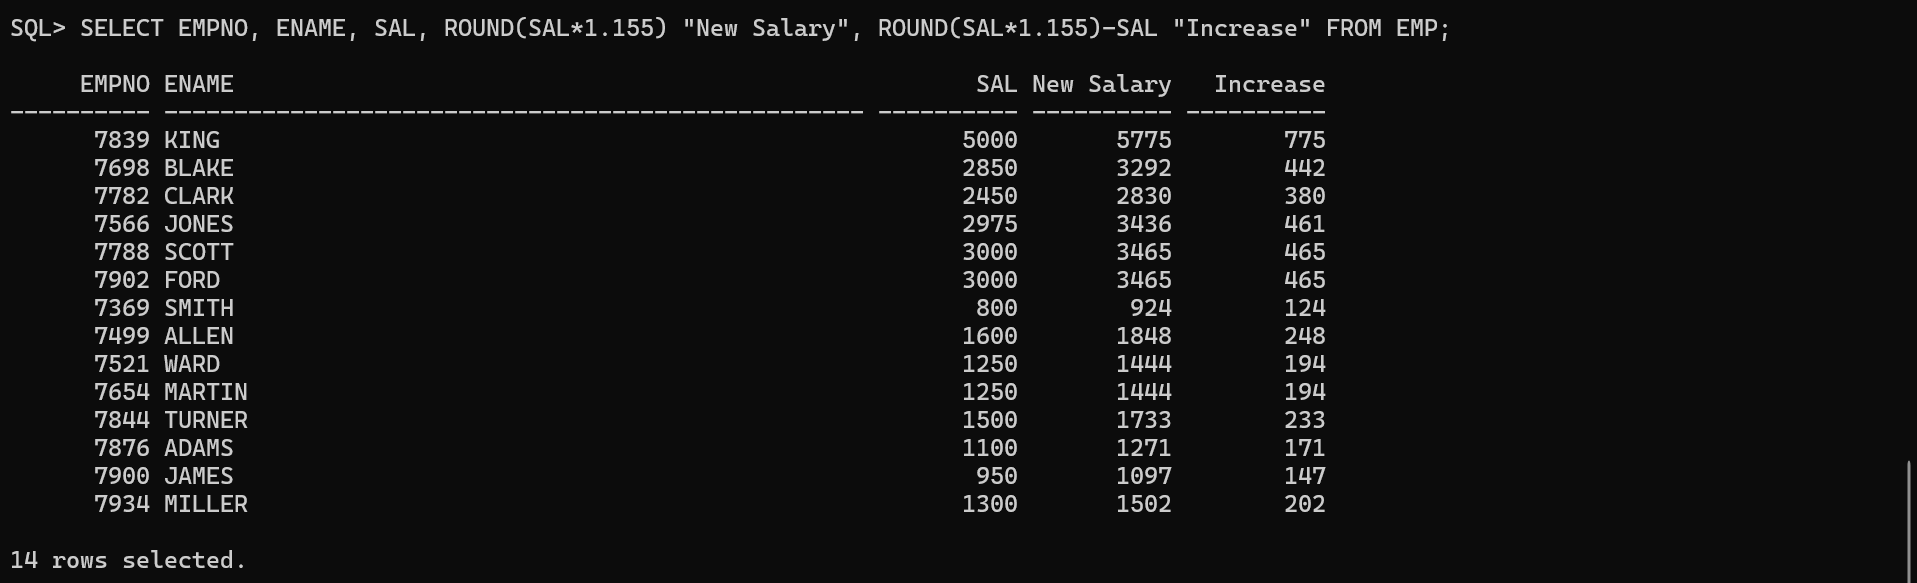 SQL> SELECT EMPNO, ENAME, SAL, ROUND(SAL*1.155) "New Salary", ROUND(SAL*1.155)-SAL "Increase" FROM EMP;
     EMPNO ENAME                                                     SAL New Salary   Increase
---------- -------------------------------------------------- ---------- ---------- ----------
      7839 KING                                                     5000       5775        775
      7698 BLAKE                                                    2850       3292        442
      7782 CLARK                                                    2450       2830        380
      7566 JONES                                                    2975       3436        461
      7788 SCOTT                                                    3000       3465        465
      7902 FORD                                                     3000       3465        465
      7369 SMITH                                                     800        924        124
      7499 ALLEN                                                    1600       1848        248
      7521 WARD                                                     1250       1444        194
      7654 MARTIN                                                   1250       1444        194
      7844 TURNER                                                   1500       1733        233
      7876 ADAMS                                                    1100       1271        171
      7900 JAMES                                                     950       1097        147
      7934 MILLER                                                   1300       1502        202
14 rows selected.